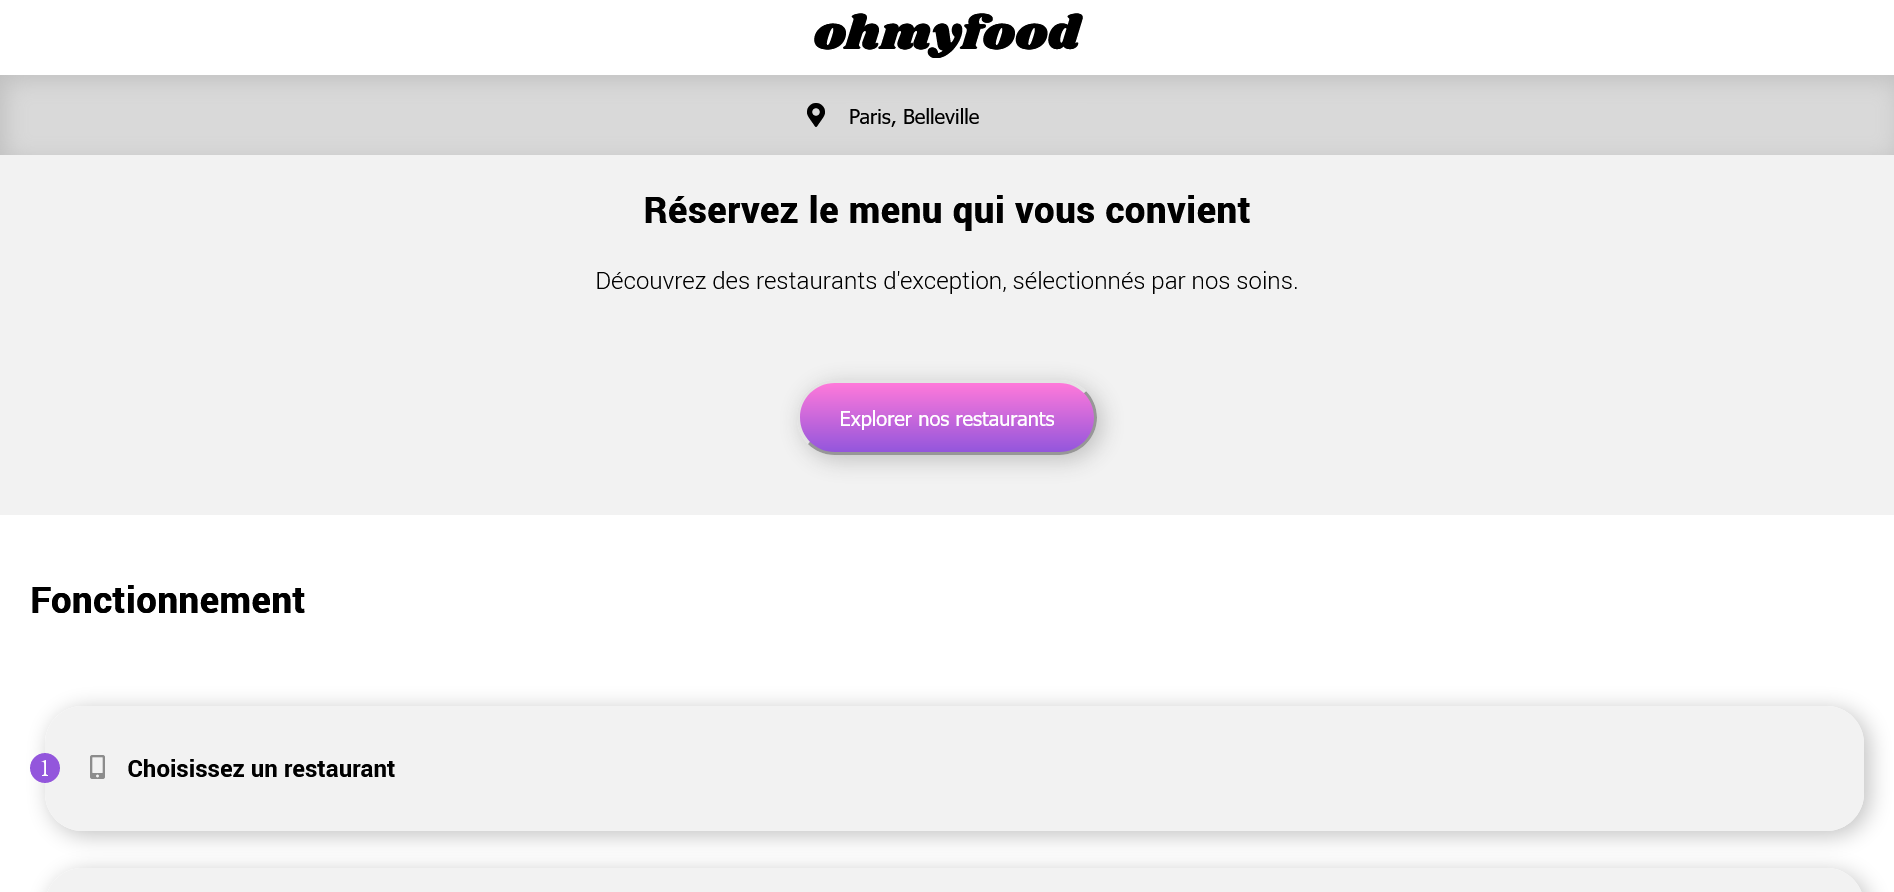 ohmyfood
Paris, Belleville
Réservez le menu qui vous convient
Découvrez des restaurants d'exception, sélectionnés par nos soins.
Explorer nos restaurants
Fonctionnement
1 Choisissez un restaurant